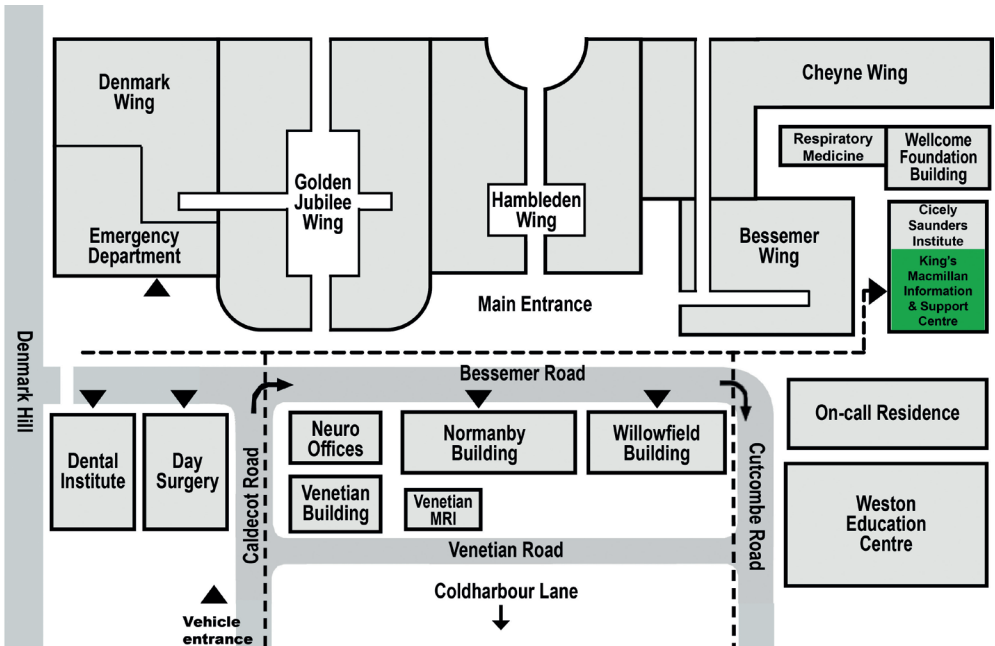 Denmark
Wing
Cheyne Wing
Respiratory
Medicine
Wellcome
Foundation
Building
Golden
Jubilee
Wing
Hambleden
Wing
Cicely
Saunders
Institute
Emergency
Department
Bessemer
Wing
King's
Macmillan
Information
& Support
Centre
Main Entrance
Denmark Hill
Bessemer Road
On-call Residence
Neuro
Offices
Normanby
Building
Willowfield
Building
Dental
Institute
Day
Surgery
Caldecot Road
Cutcombe Road
Venetian
Building
Venetian
MRI
Weston
Education
Centre
Venetian Road
Coldharbour Lane
Vehicle
entrance